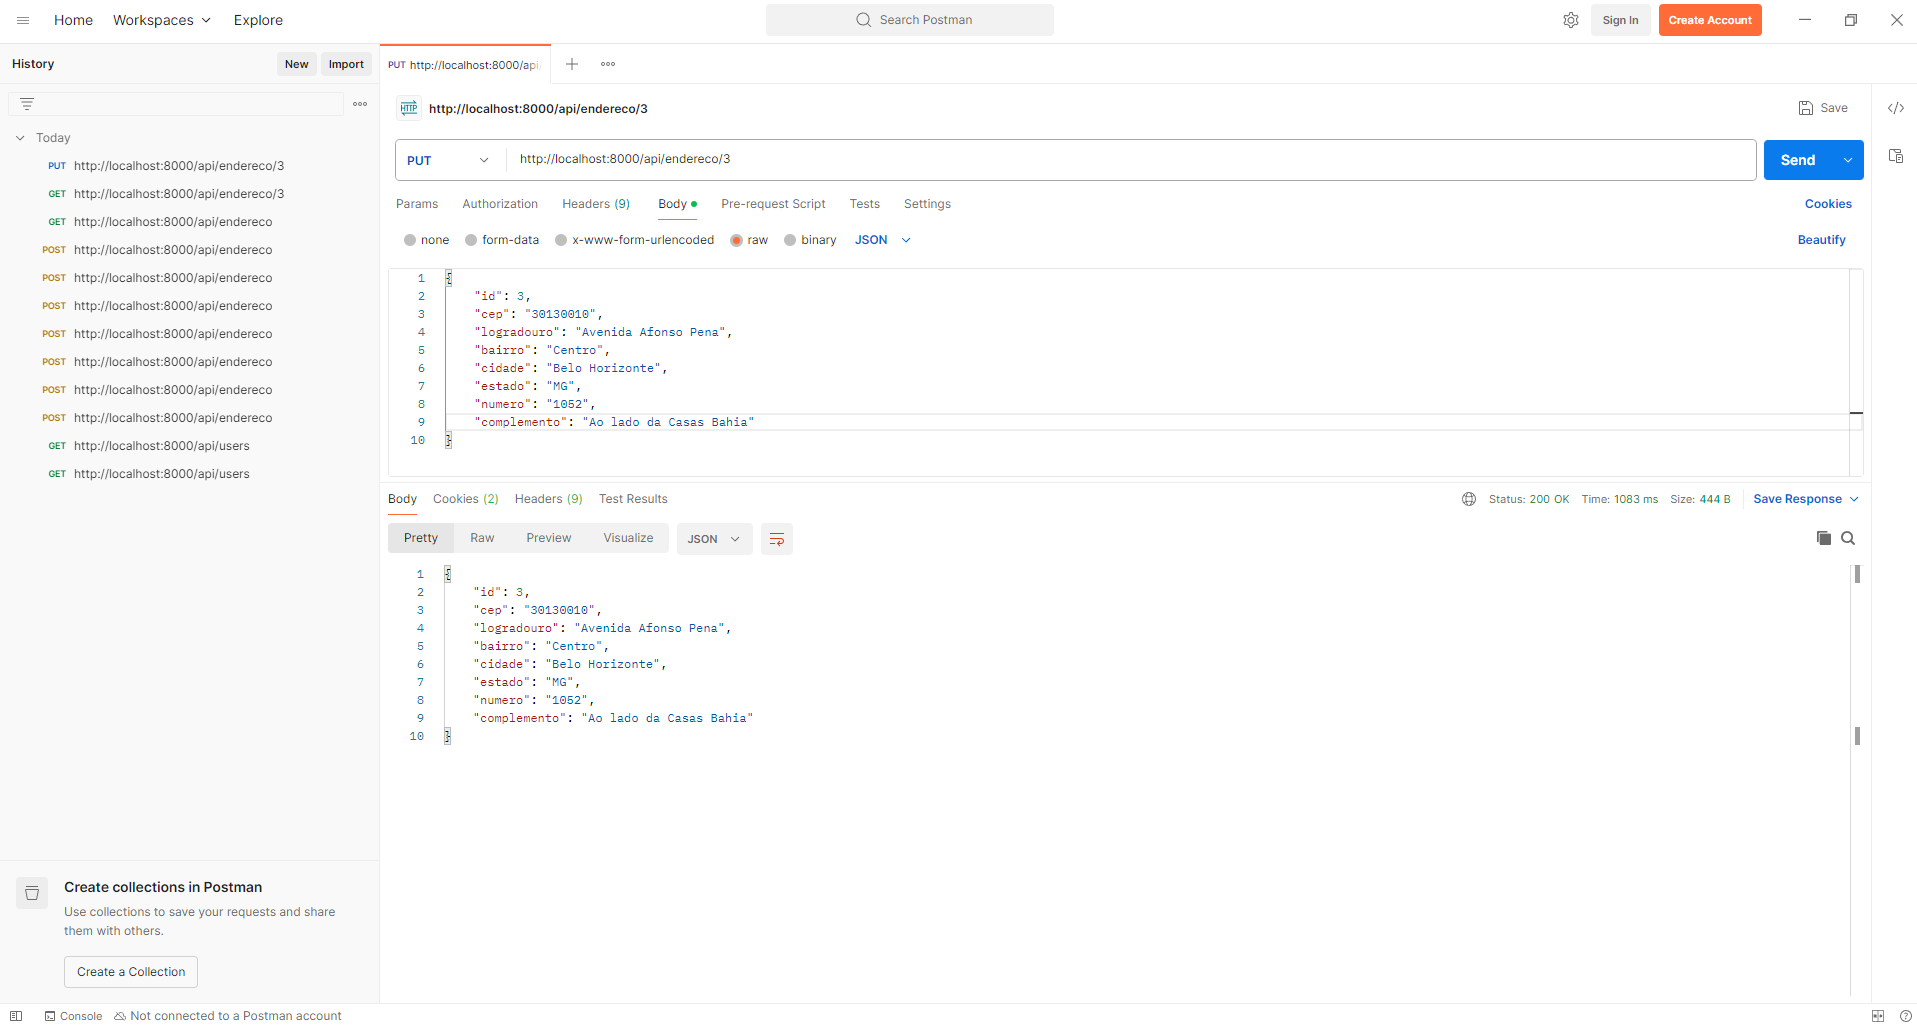 Home Workspaces Explore Search Postman Sign In Create Account
History New Import
PUT http://localhost:8000/api
Today
PUT http://localhost:8000/api/endereco/3
GET http://localhost:8000/api/endereco/3
GET http://localhost:8000/api/endereco
POST http://localhost:8000/api/endereco
POST http://localhost:8000/api/endereco
POST http://localhost:8000/api/endereco
POST http://localhost:8000/api/endereco
POST http://localhost:8000/api/endereco
POST http://localhost:8000/api/endereco
POST http://localhost:8000/api/endereco
GET http://localhost:8000/api/users
GET http://localhost:8000/api/users
Create collections in Postman
Use collections to save your requests and share
them with others.
Create a Collection
HTTP http://localhost:8000/api/endereco/3 Save
PUT http://localhost:8000/api/endereco/3 Send
Params Authorization Headers (9) Body Pre-request Script Tests Settings Cookies
none form-data x-www-form-urlencoded raw binary JSON Beautify
1 {
2 "id": 3,
3 "cep": "30130010",
4 "logradouro": "Avenida Afonso Pena",
5 "bairro": "Centro",
6 "cidade": "Belo Horizonte",
7 "estado": "MG",
8 "numero": "1052",
9 "complemento": "Ao lado da Casas Bahia"
10 }
Body Cookies (2) Headers (9) Test Results Status: 200 OK Time: 1083 ms Size: 444 B Save Response
Pretty Raw Preview Visualize JSON
1 {
2 "id": 3,
3 "cep": "30130010",
4 "logradouro": "Avenida Afonso Pena",
5 "bairro": "Centro",
6 "cidade": "Belo Horizonte",
7 "estado": "MG",
8 "numero": "1052",
9 "complemento": "Ao lado da Casas Bahia"
10 }
Console Not connected to a Postman account